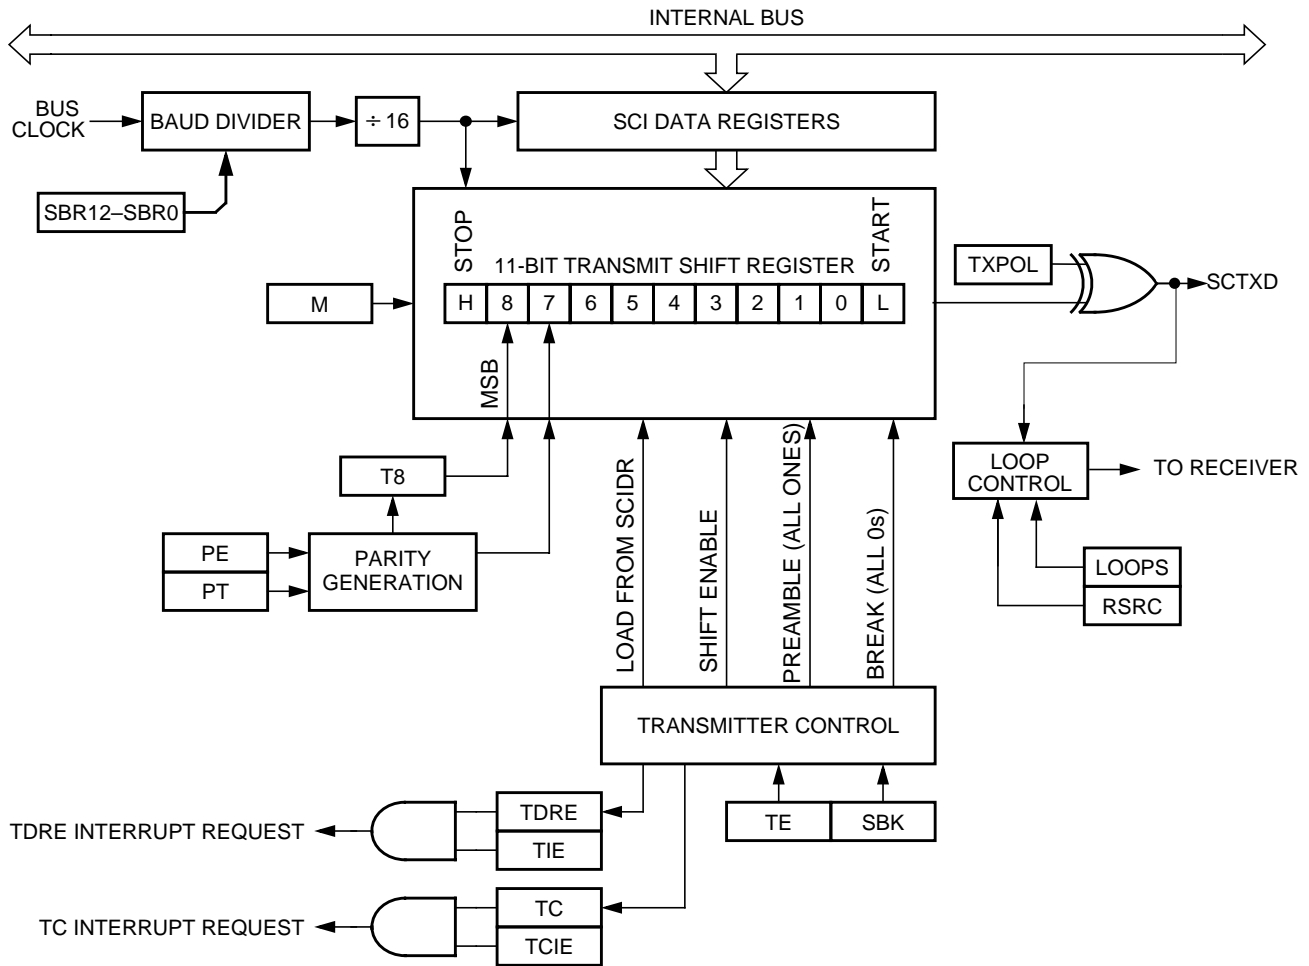 INTERNAL BUS
BUS
CLOCK
BAUD DIVIDER
÷ 16
SCI DATA REGISTERS
SBR12–SBR0
STOP
START
11-BIT TRANSMIT SHIFT REGISTER
H 8 7 6 5 4 3 2 1 0 L
M
TXPOL
SCTXD
MSB
T8
PE
PT
PARITY
GENERATION
LOAD FROM SCIDR
SHIFT ENABLE
PREAMBLE (ALL ONES)
BREAK (ALL 0s)
LOOP
CONTROL
TO RECEIVER
LOOPS
RSRC
TRANSMITTER CONTROL
TE
SBK
TDRE INTERRUPT REQUEST
TDRE
TIE
TC INTERRUPT REQUEST
TC
TCIE